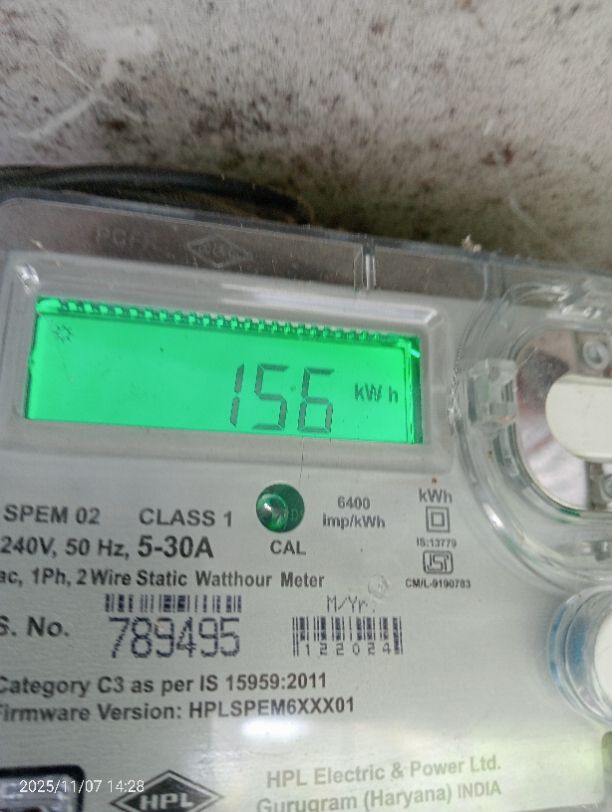 156 kWh
6400
imp/kWh
kWh
SPEM 02 CLASS 1
CAL
IS:13779
240V, 50 Hz, 5-30A
CM/L-9190783
ac, 1Ph, 2 Wire Static Watthour Meter
M/Yr.
S. No. 789495
122024
Category C3 as per IS 15959:2011
Firmware Version: HPLSPEM6XXX01
HPL Electric & Power Ltd.
Gurugram (Haryana) INDIA
HPL
2025/11/07 14:28